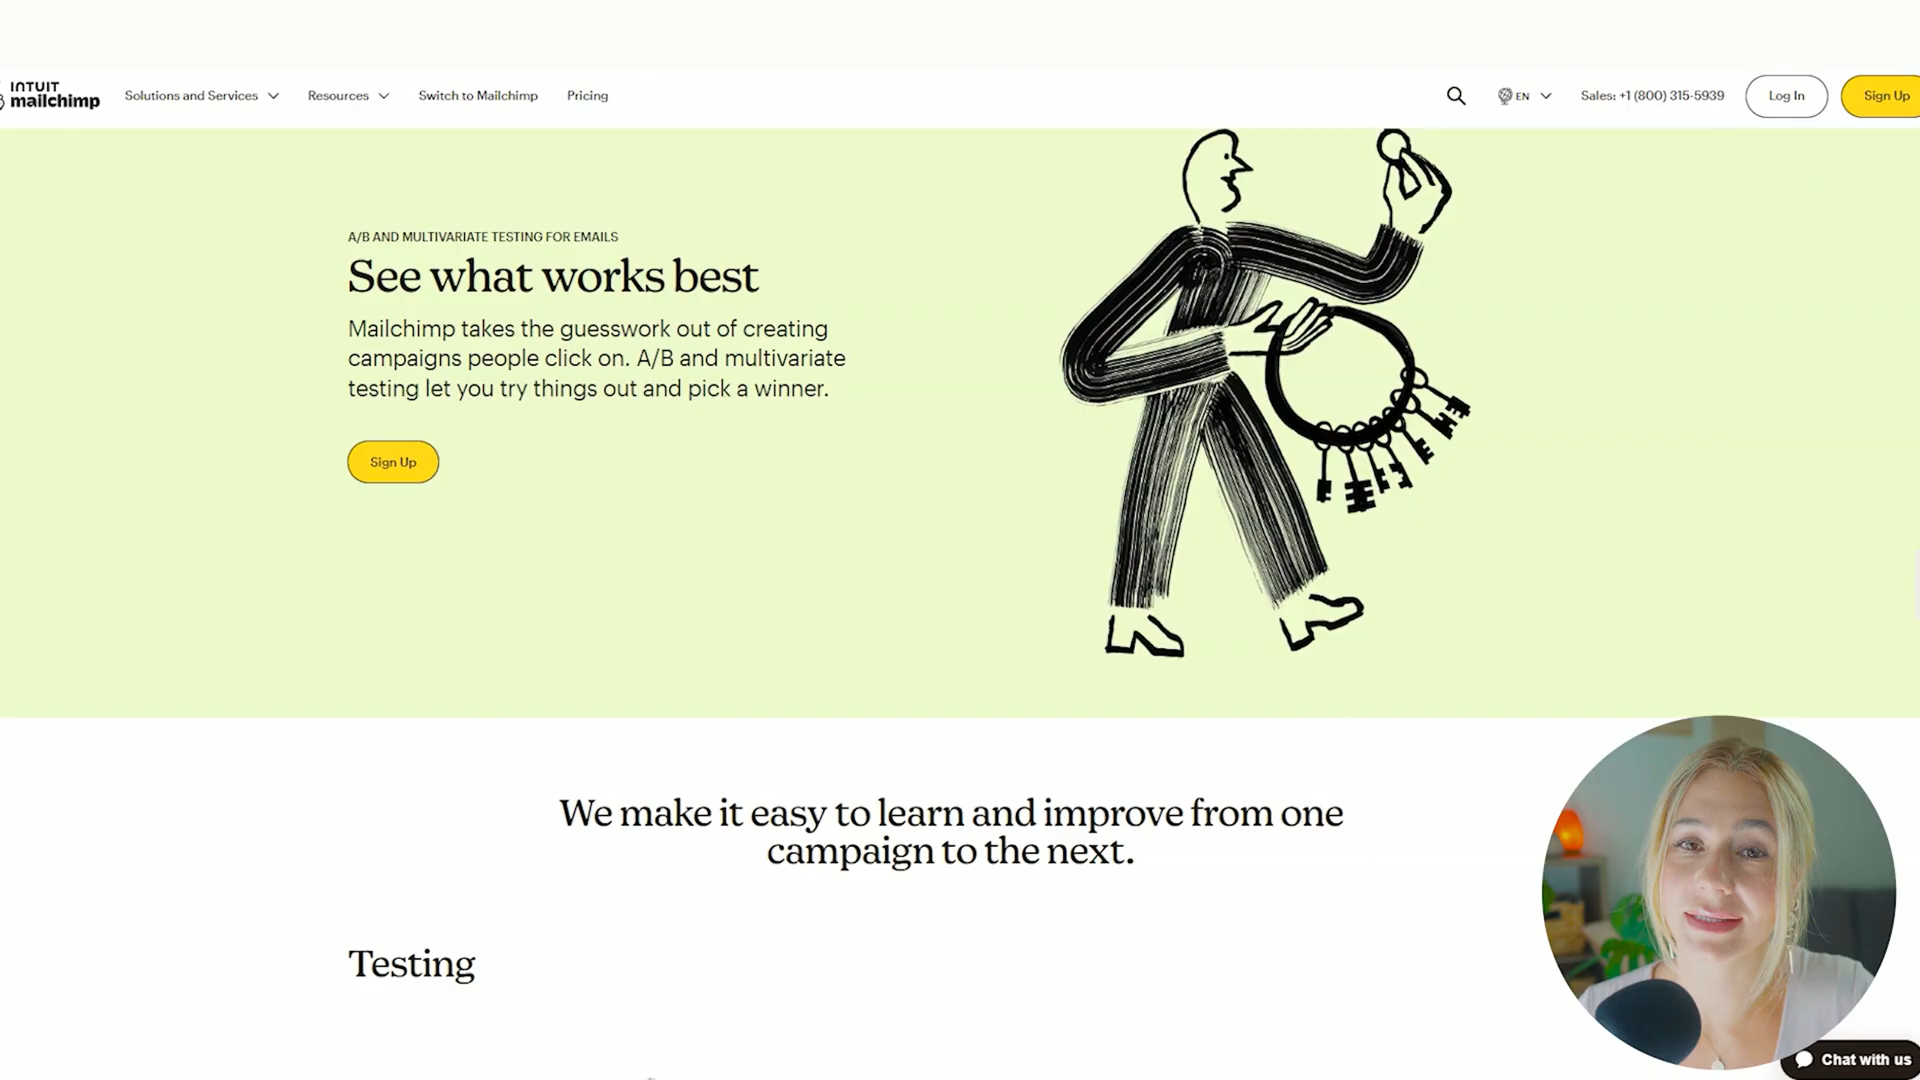 INTUIT
mailchimp
Solutions and Services
Resources
Switch to Mailchimp
Pricing
EN
Sales: +1 (800) 315-5939
Log In
Sign Up
A/B AND MULTIVARIATE TESTING FOR EMAILS
See what works best
Mailchimp takes the guesswork out of creating
campaigns people click on. A/B and multivariate
testing let you try things out and pick a winner.
Sign Up
We make it easy to learn and improve from one
campaign to the next.
Testing
Chat with us